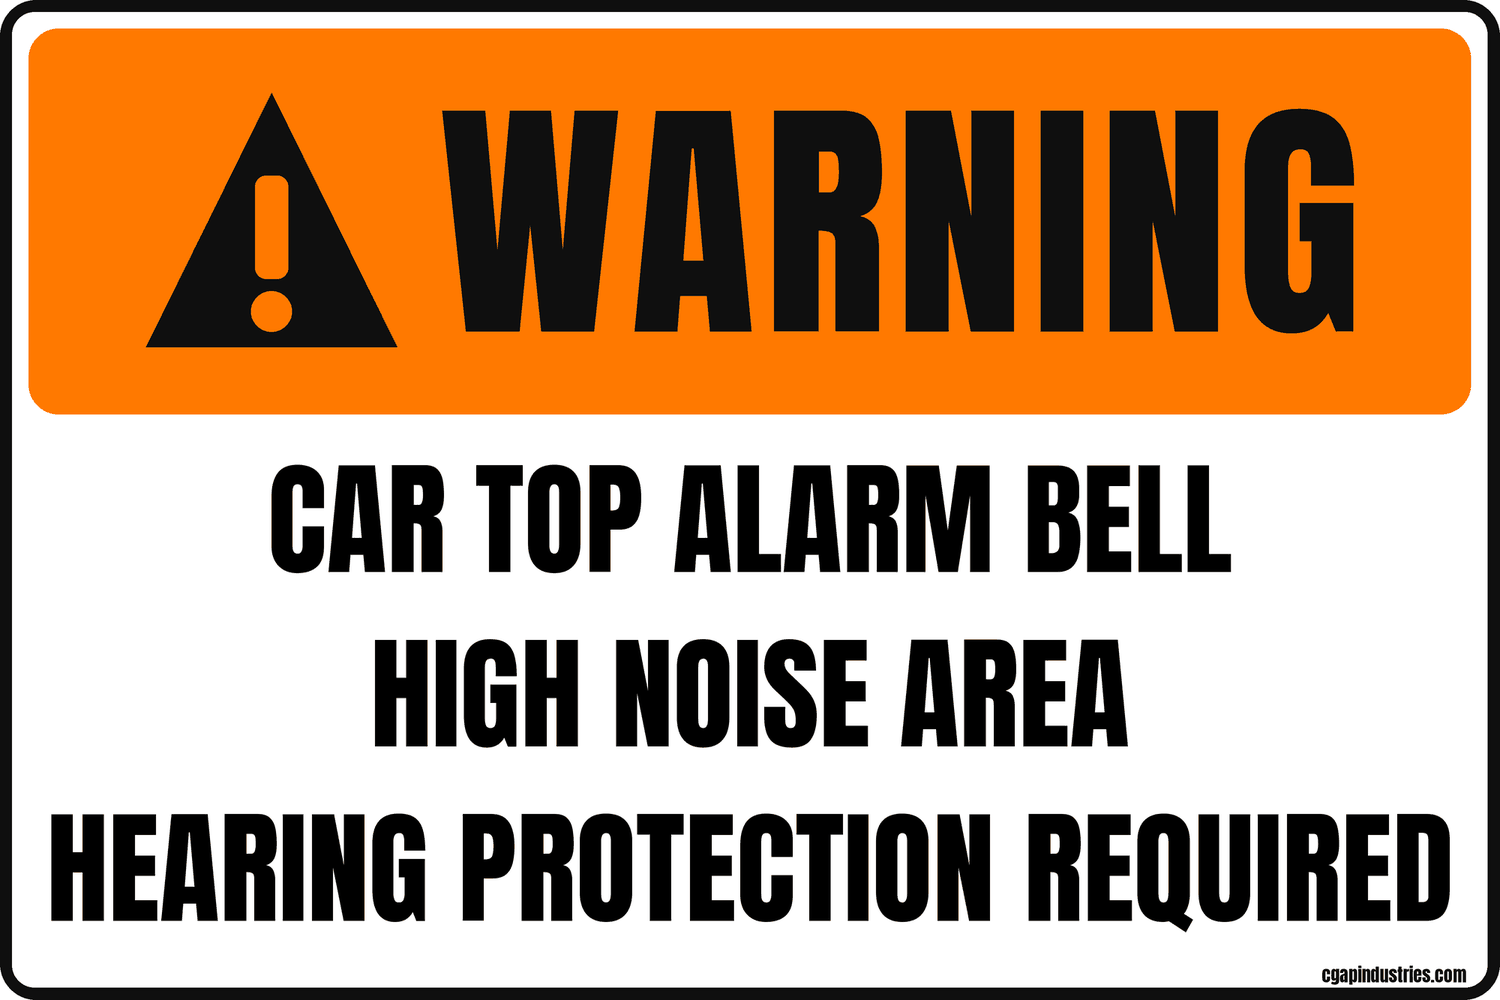 WARNING
CAR TOP ALARM BELL
HIGH NOISE AREA
HEARING PROTECTION REQUIRED
cgapindustries.com